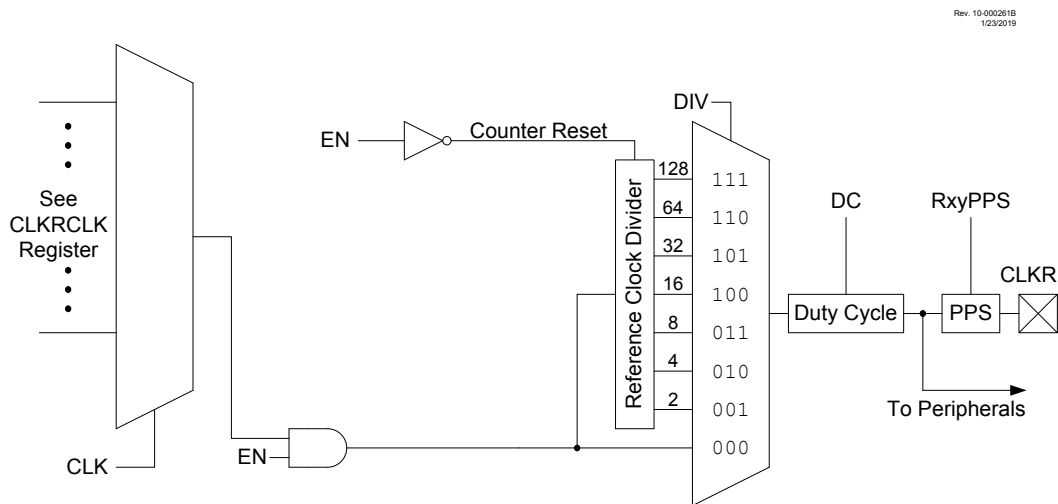 Rev. 10-000261B
1/23/2019
DIV
EN
Counter Reset
See
CLKRCLK
Register
Reference Clock Divider
128
111
64
110
32
101
16
100
8
011
4
010
2
001
000
DC
RxyPPS
CLKR
Duty Cycle
PPS
To Peripherals
EN
CLK